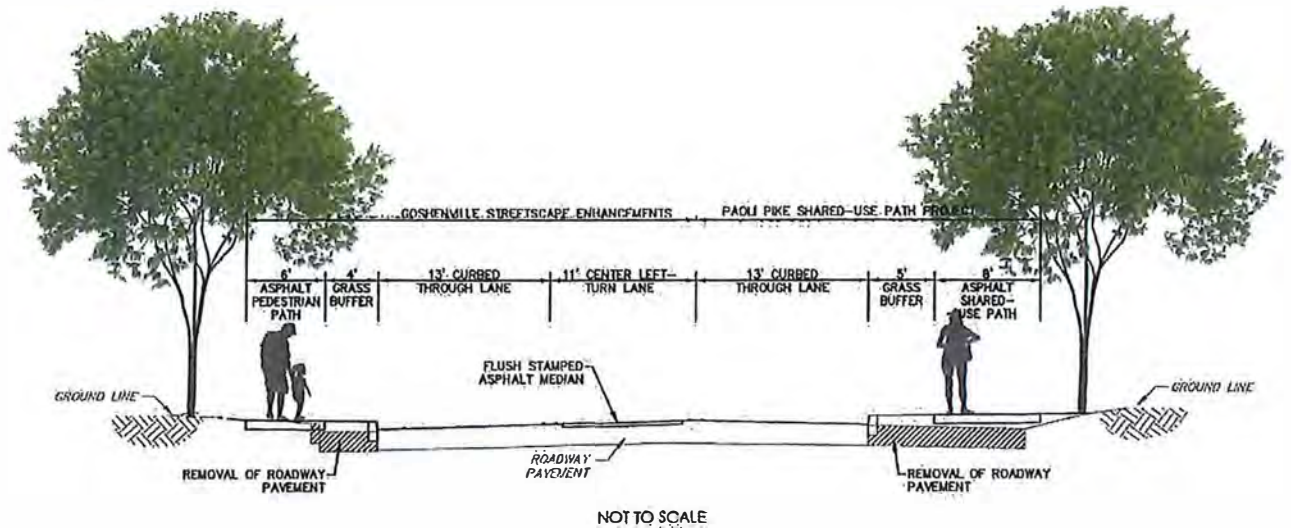 GOSHENVILE STREETSCAPE ENHANCEMENTS
PAOLI PIKE SHARED-USE PATH PROJECT
6'
ASPHALT
PEDESTRIAN
PATH
4'
GRASS
BUFFER
13' CURBED
THROUGH LANE
11' CENTER LEFT-
TURN LANE
13' CURBED
THROUGH LANE
5'
GRASS
BUFFER
8'
ASPHALT
SHARED-
USE PATH
FLUSH STAMPED
ASPHALT MEDIAN
GROUND LINE
GROUND LINE
REMOVAL OF ROADWAY
PAVEMENT
ROADWAY
PAVEMENT
REMOVAL OF ROADWAY
PAVEMENT
NOT TO SCALE